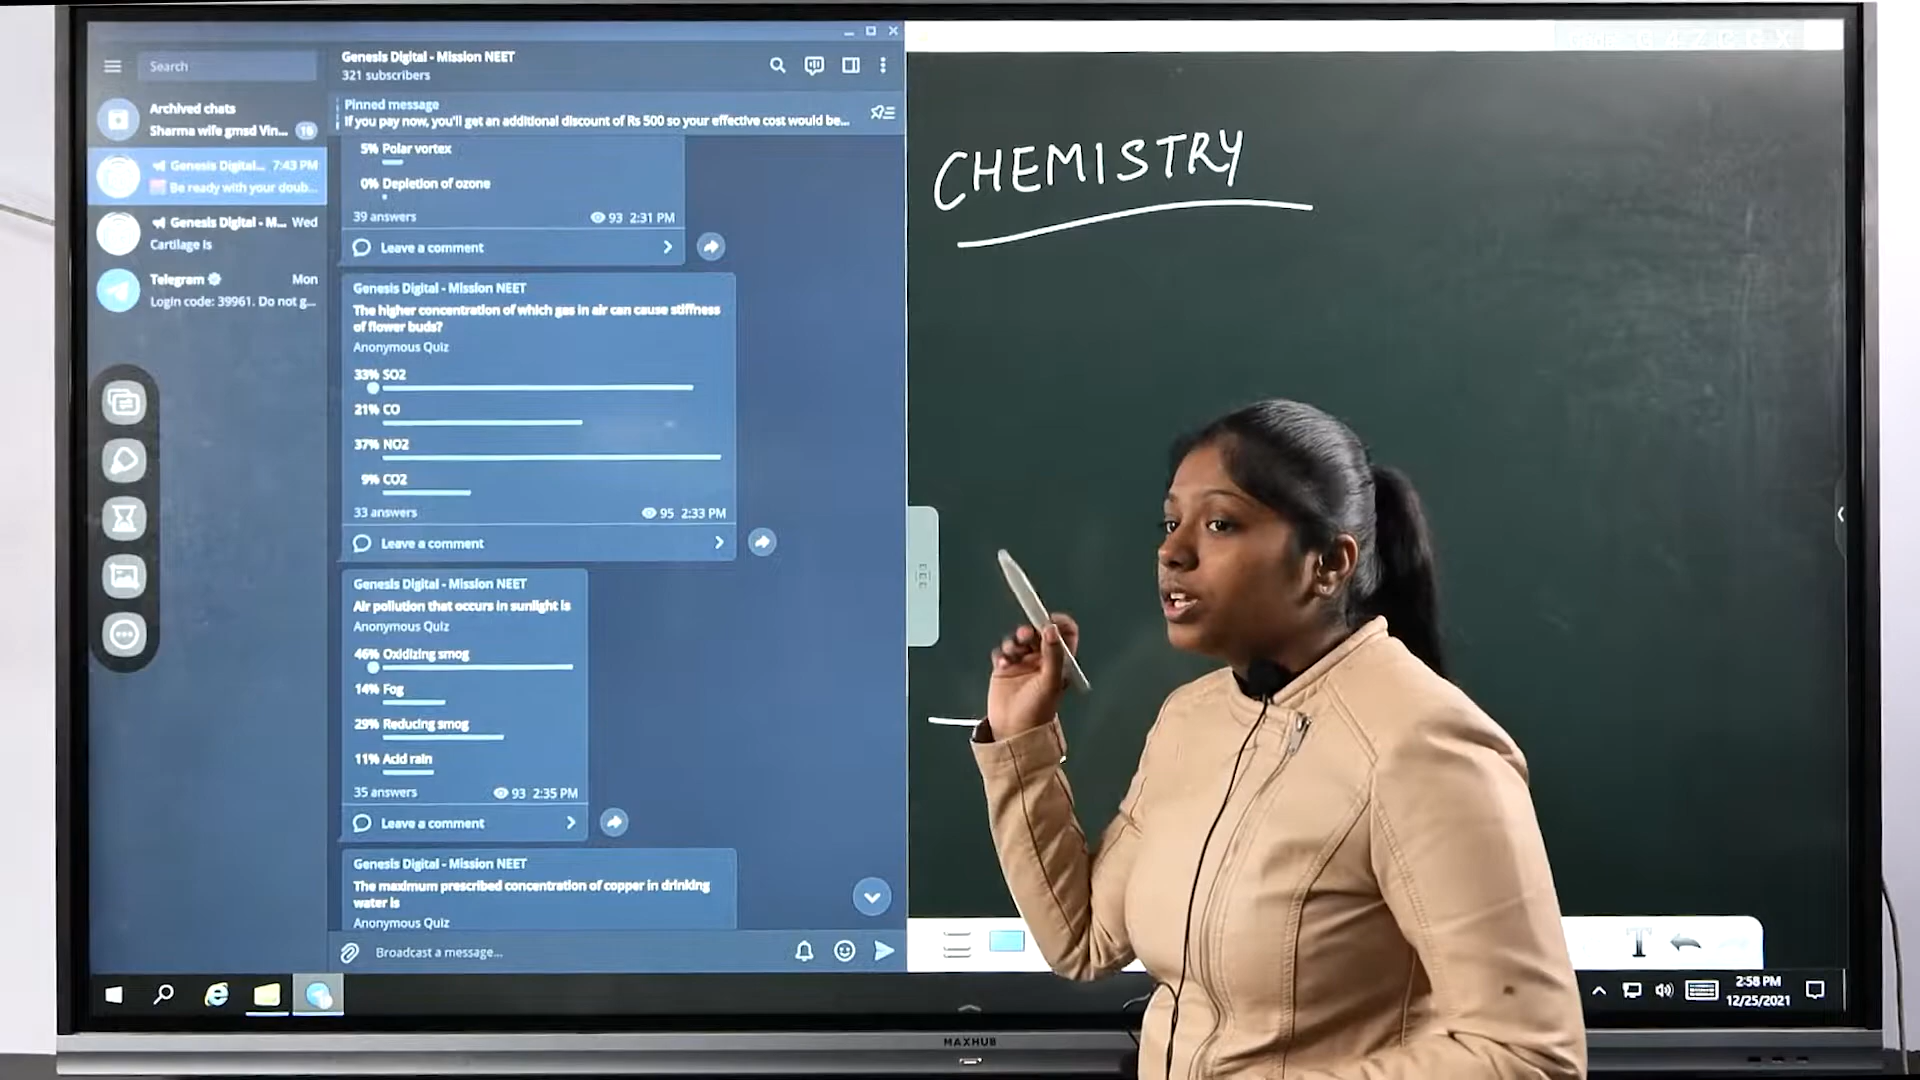 Search
Archived chats
Sharma wife gmsd Vin...
16
Genesis Digital...
7:43 PM
Be ready with your doub...
Genesis Digital - M...
Wed
Cartilage is
Telegram
Mon
Login code: 39961. Do not g...
Genesis Digital - Mission NEET
321 subscribers
Pinned message
If you pay now, you'll get an additional discount of Rs 500 so your effective cost would be...
5% Polar vortex
0% Depletion of ozone
39 answers
93 2:31 PM
Leave a comment
Genesis Digital - Mission NEET
The higher concentration of which gas in air can cause stiffness
of flower buds?
Anonymous Quiz
33% SO2
21% CO
37% NO2
9% CO2
33 answers
95 2:33 PM
Leave a comment
Genesis Digital - Mission NEET
Air pollution that occurs in sunlight is
Anonymous Quiz
46% Oxidizing smog
14% Fog
29% Reducing smog
11% Acid rain
35 answers
93 2:35 PM
Leave a comment
Genesis Digital - Mission NEET
The maximum prescribed concentration of copper in drinking
water is
Anonymous Quiz
Broadcast a message...
CHEMISTRY
T
2:58 PM
12/25/2021
MAXHUB